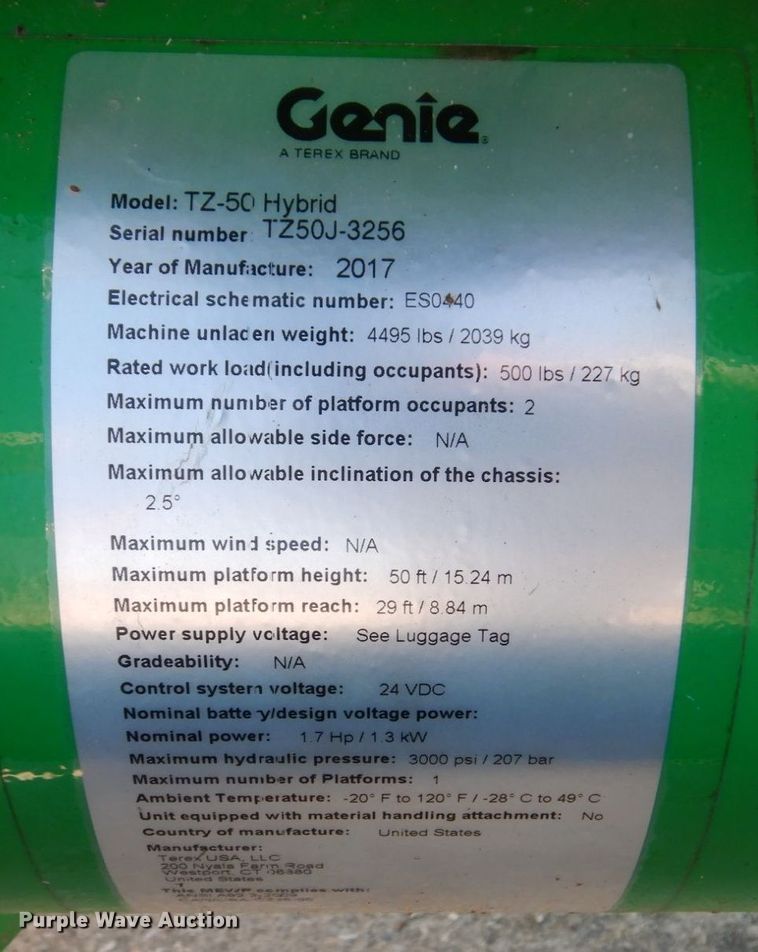 Genie
A TEREX BRAND
Model: TZ-50 Hybrid
Serial number: TZ50J-3256
Year of Manufacture: 2017
Electrical schematic number: ES0440
Machine unladen weight: 4495 lbs / 2039 kg
Rated work load(including occupants): 500 lbs / 227 kg
Maximum number of platform occupants: 2
Maximum allowable side force: N/A
Maximum allowable inclination of the chassis:
2.5°
Maximum wind speed: N/A
Maximum platform height: 50 ft / 15.24 m
Maximum platform reach: 29 ft / 8.84 m
Power supply voltage: See Luggage Tag
Gradeability: N/A
Control system voltage: 24 VDC
Nominal battery/design voltage power:
Nominal power: 1.7 Hp / 1.3 kW
Maximum hydraulic pressure: 3000 psi / 207 bar
Maximum number of Platforms: 1
Ambient Temperature: -20° F to 120° F / -28° C to 49° C
Unit equipped with material handling attachment: No
Country of manufacture: United States
Manufacturer:
Terex USA, LLC
200 Nyala Farm Road
Westport, CT 06880
United States
This MEWP complies with:
Purple Wave Auction